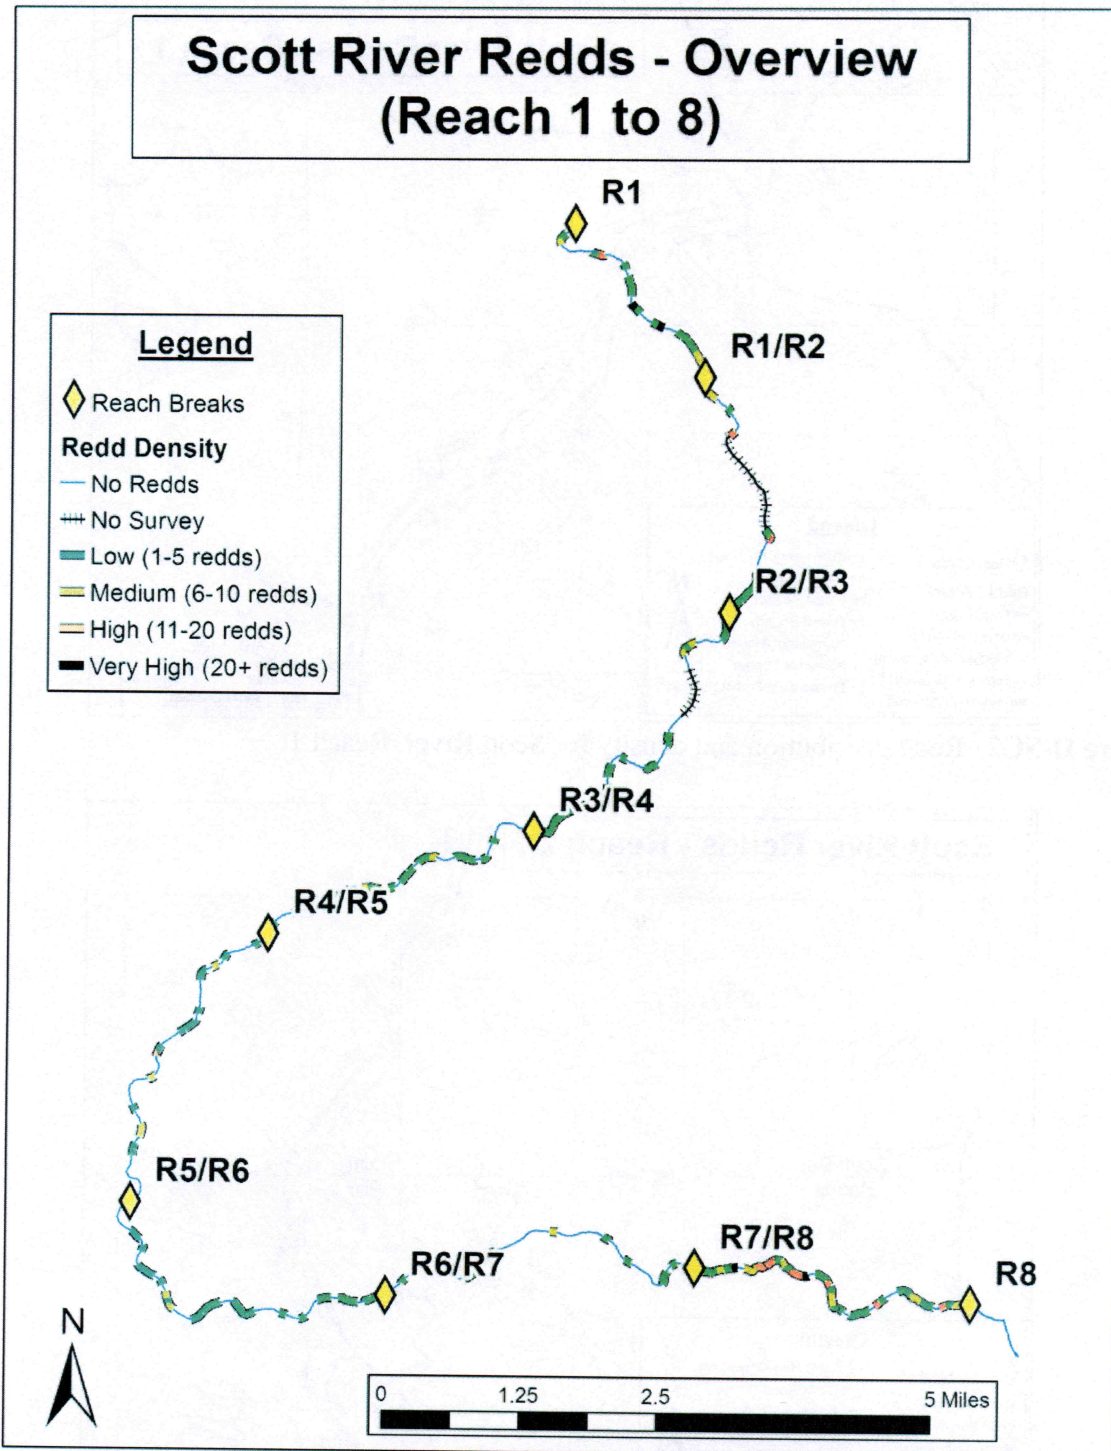 Scott River Redds - Overview
(Reach 1 to 8)
R1
R1/R2
Legend
Reach Breaks
Redd Density
No Redds
No Survey
Low (1-5 redds)
Medium (6-10 redds)
High (11-20 redds)
Very High (20+ redds)
R2/R3
R3/R4
R4/R5
R5/R6
R6/R7
R7/R8
R8
N
0 1.25 2.5 5 Miles